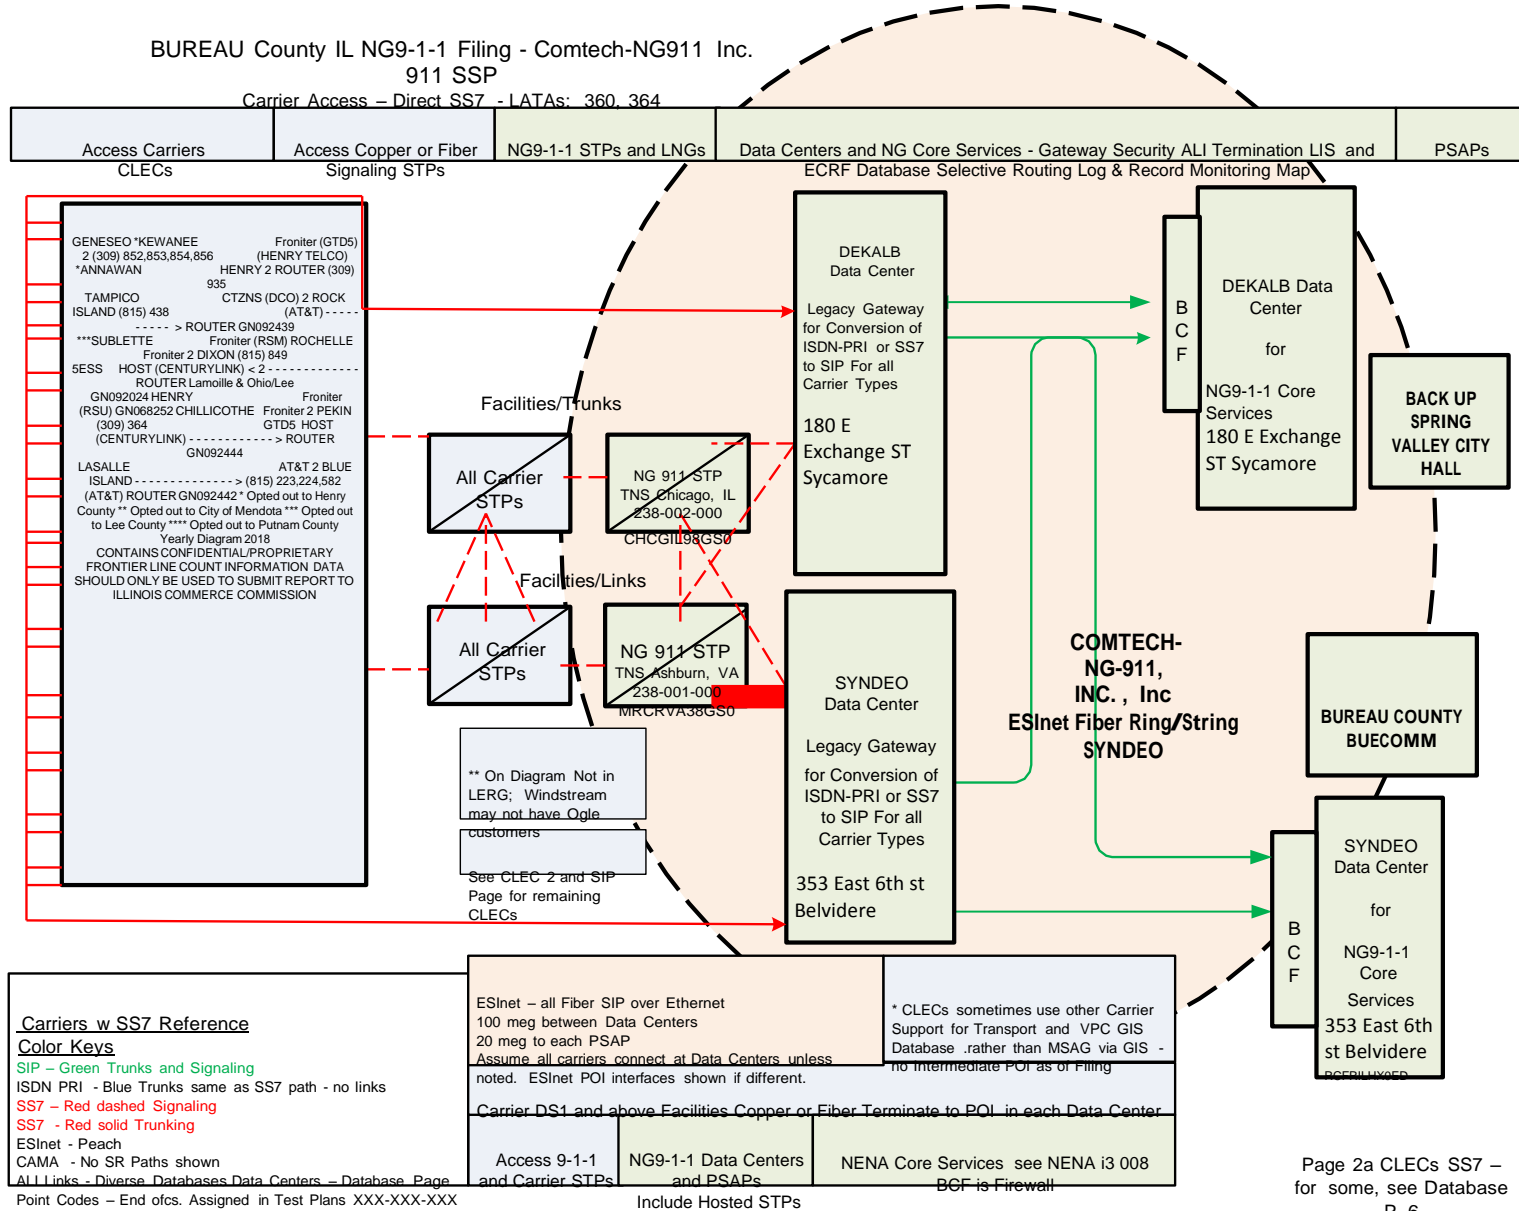 BUREAU County IL NG9-1-1 Filing - Comtech-NG911 Inc.
911 SSP
Carrier Access – Direct SS7 - LATAs: 360, 364
Access Carriers
CLECs
Access Copper or Fiber
Signaling STPs
NG9-1-1 STPs and LNGs
Data Centers and NG Core Services - Gateway Security ALI Termination LIS and
ECRF Database Selective Routing Log & Record Monitoring Map
PSAPs
GENESEO *KEWANEE Froniter (GTD5)
2 (309) 852,853,854,856 (HENRY TELCO)
*ANNAWAN HENRY 2 ROUTER (309)
935
TAMPICO CTZNS (DCO) 2 ROCK
ISLAND (815) 438 (AT&T) - - - - -
- - - - - > ROUTER GN092439
***SUBLETTE Froniter (RSM) ROCHELLE
Froniter 2 DIXON (815) 849
5ESS HOST (CENTURYLINK) < 2 - - - - - - - - - - - - -
ROUTER Lamoille & Ohio/Lee
GN092024 HENRY Froniter
(RSU) GN068252 CHILLICOTHE Froniter 2 PEKIN
(309) 364 GTD5 HOST
(CENTURYLINK) - - - - - - - - - - - - > ROUTER
GN092444
LASALLE AT&T 2 BLUE
ISLAND - - - - - - - - - - - - - > (815) 223,224,582
(AT&T) ROUTER GN092442 * Opted out to Henry
County ** Opted out to City of Mendota *** Opted out
to Lee County **** Opted out to Putnam County
Yearly Diagram 2018
CONTAINS CONFIDENTIAL/PROPRIETARY
FRONTIER LINE COUNT INFORMATION DATA
SHOULD ONLY BE USED TO SUBMIT REPORT TO
ILLINOIS COMMERCE COMMISSION
Facilities/Trunks
All Carrier
STPs
NG 911 STP
TNS Chicago, IL
238-002-000
CHCGIL98GS0
Facilities/Links
All Carrier
STPs
NG 911 STP
TNS Ashburn, VA
238-001-000
MRCRVA38GS0
** On Diagram Not in
LERG; Windstream
may not have Ogle
customers
See CLEC 2 and SIP
Page for remaining
CLECs
DEKALB
Data Center
Legacy Gateway
for Conversion of
ISDN-PRI or SS7
to SIP For all
Carrier Types
180 E
Exchange ST
Sycamore
SYNDEO
Data Center
Legacy Gateway
for Conversion of
ISDN-PRI or SS7
to SIP For all
Carrier Types
353 East 6th st
Belvidere
B
C
F
DEKALB Data
Center
for
NG9-1-1 Core
Services
180 E Exchange
ST Sycamore
BACK UP
SPRING
VALLEY CITY
HALL
COMTECH-
NG-911,
INC. , Inc
ESInet Fiber Ring/String
SYNDEO
BUREAU COUNTY
BUECOMM
B
C
F
SYNDEO
Data Center
for
NG9-1-1
Core
Services
353 East 6th
st Belvidere
Carriers w SS7 Reference
Color Keys
SIP – Green Trunks and Signaling
ISDN PRI - Blue Trunks same as SS7 path - no links
SS7 – Red dashed Signaling
SS7 - Red solid Trunking
ESInet - Peach
CAMA - No SR Paths shown
ALI Links - Diverse Databases Data Centers – Database Page
Point Codes – End ofcs. Assigned in Test Plans XXX-XXX-XXX
ESInet – all Fiber SIP over Ethernet
100 meg between Data Centers
20 meg to each PSAP
Assume all carriers connect at Data Centers unless
noted. ESInet POI interfaces shown if different.
* CLECs sometimes use other Carrier
Support for Transport and VPC GIS
Database .rather than MSAG via GIS -
no Intermediate POI as of Filing
Carrier DS1 and above Facilities Copper or Fiber Terminate to POI in each Data Center
Access 9-1-1
and Carrier STPs
NG9-1-1 Data Centers
and PSAPs
Include Hosted STPs
NENA Core Services see NENA i3 008
BCF is Firewall
Page 2a CLECs SS7 –
for some, see Database
P. 6